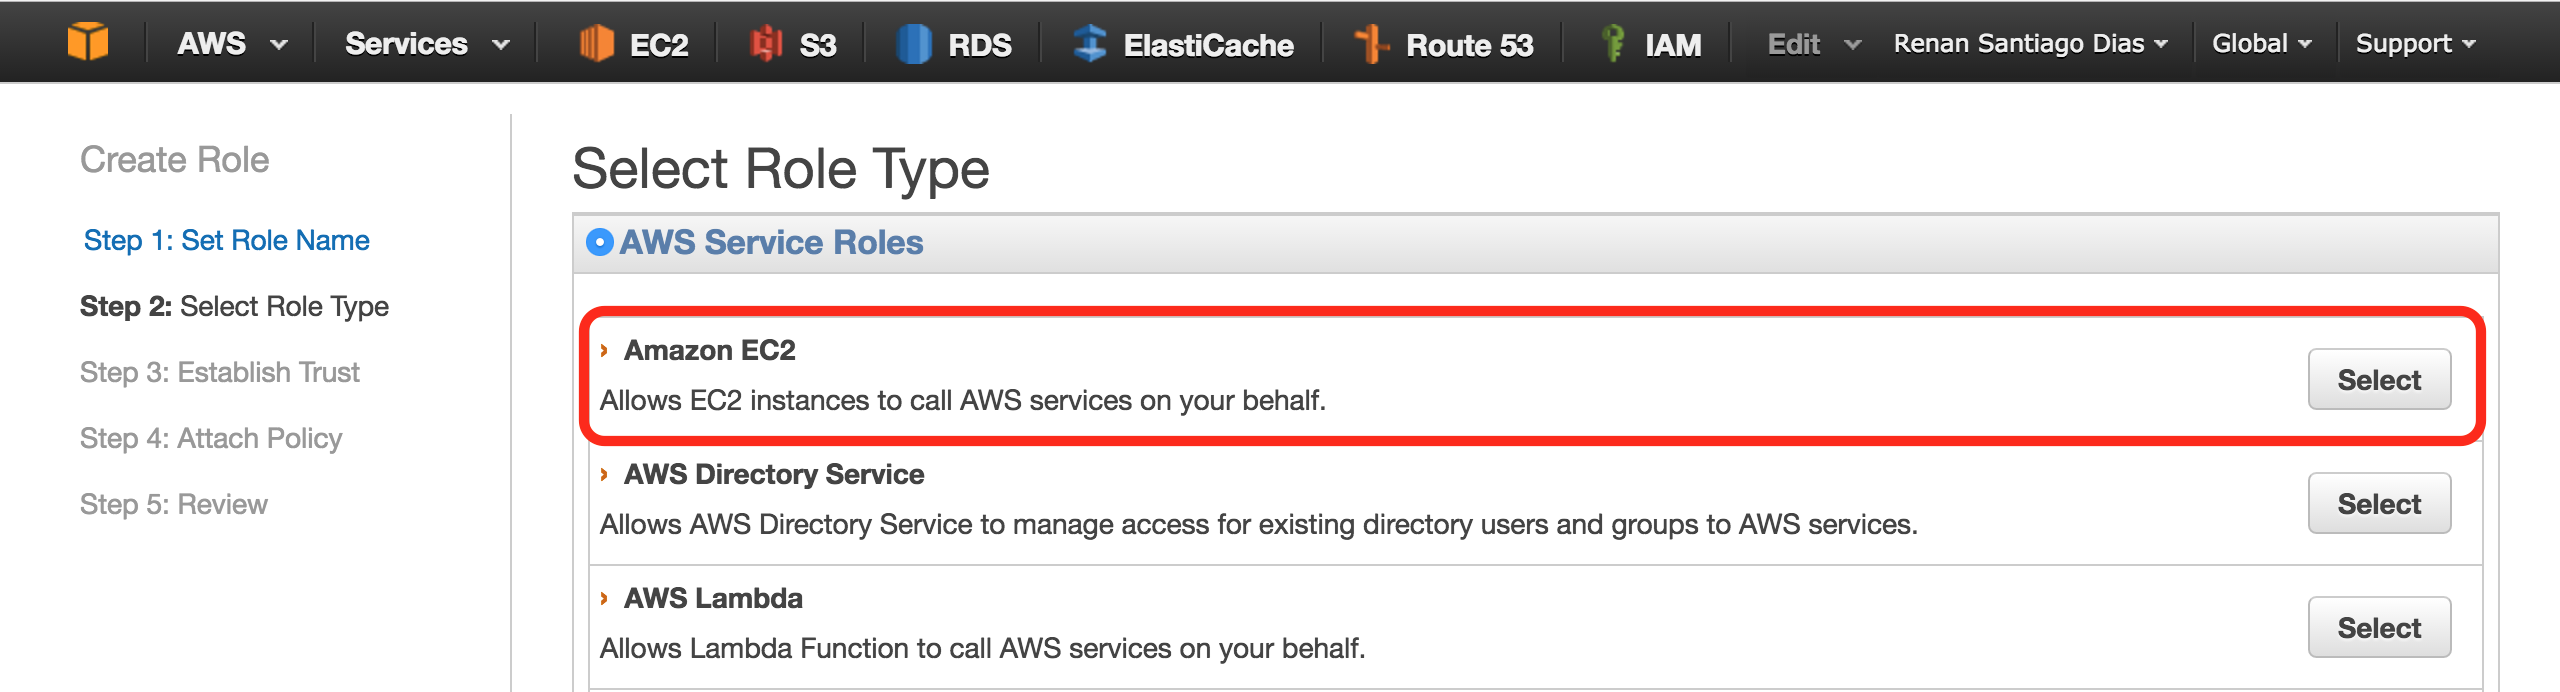 AWS Services EC2 S3 RDS ElastiCache Route 53 IAM Edit Renan Santiago Dias Global Support
Create Role
Step 1: Set Role Name
Step 2: Select Role Type
Step 3: Establish Trust
Step 4: Attach Policy
Step 5: Review
Select Role Type
AWS Service Roles
Amazon EC2
Allows EC2 instances to call AWS services on your behalf.
Select
AWS Directory Service
Allows AWS Directory Service to manage access for existing directory users and groups to AWS services.
Select
AWS Lambda
Allows Lambda Function to call AWS services on your behalf.
Select